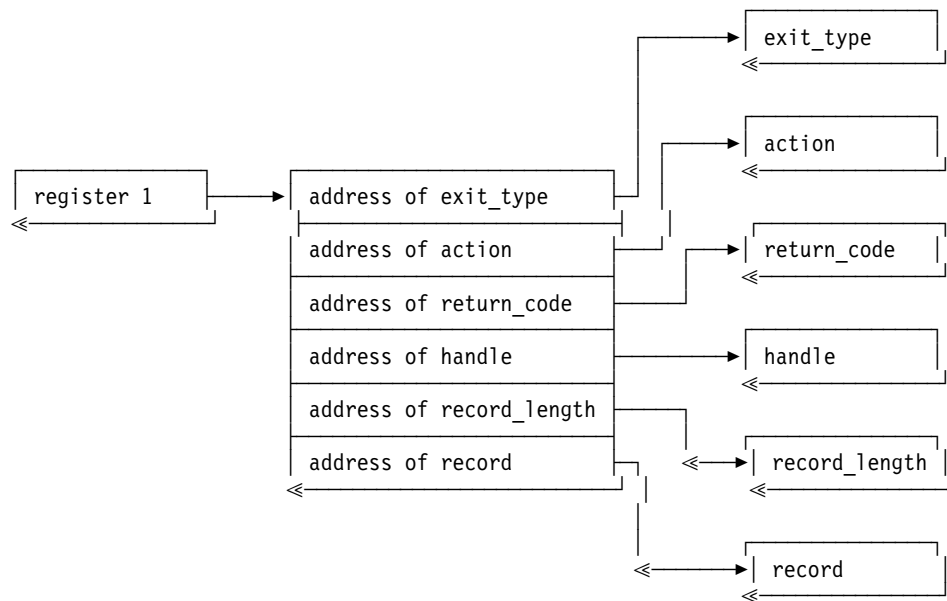 exit_type
action
register 1
address of exit_type
address of action
return_code
address of return_code
address of handle
handle
address of record_length
address of record
record_length
record